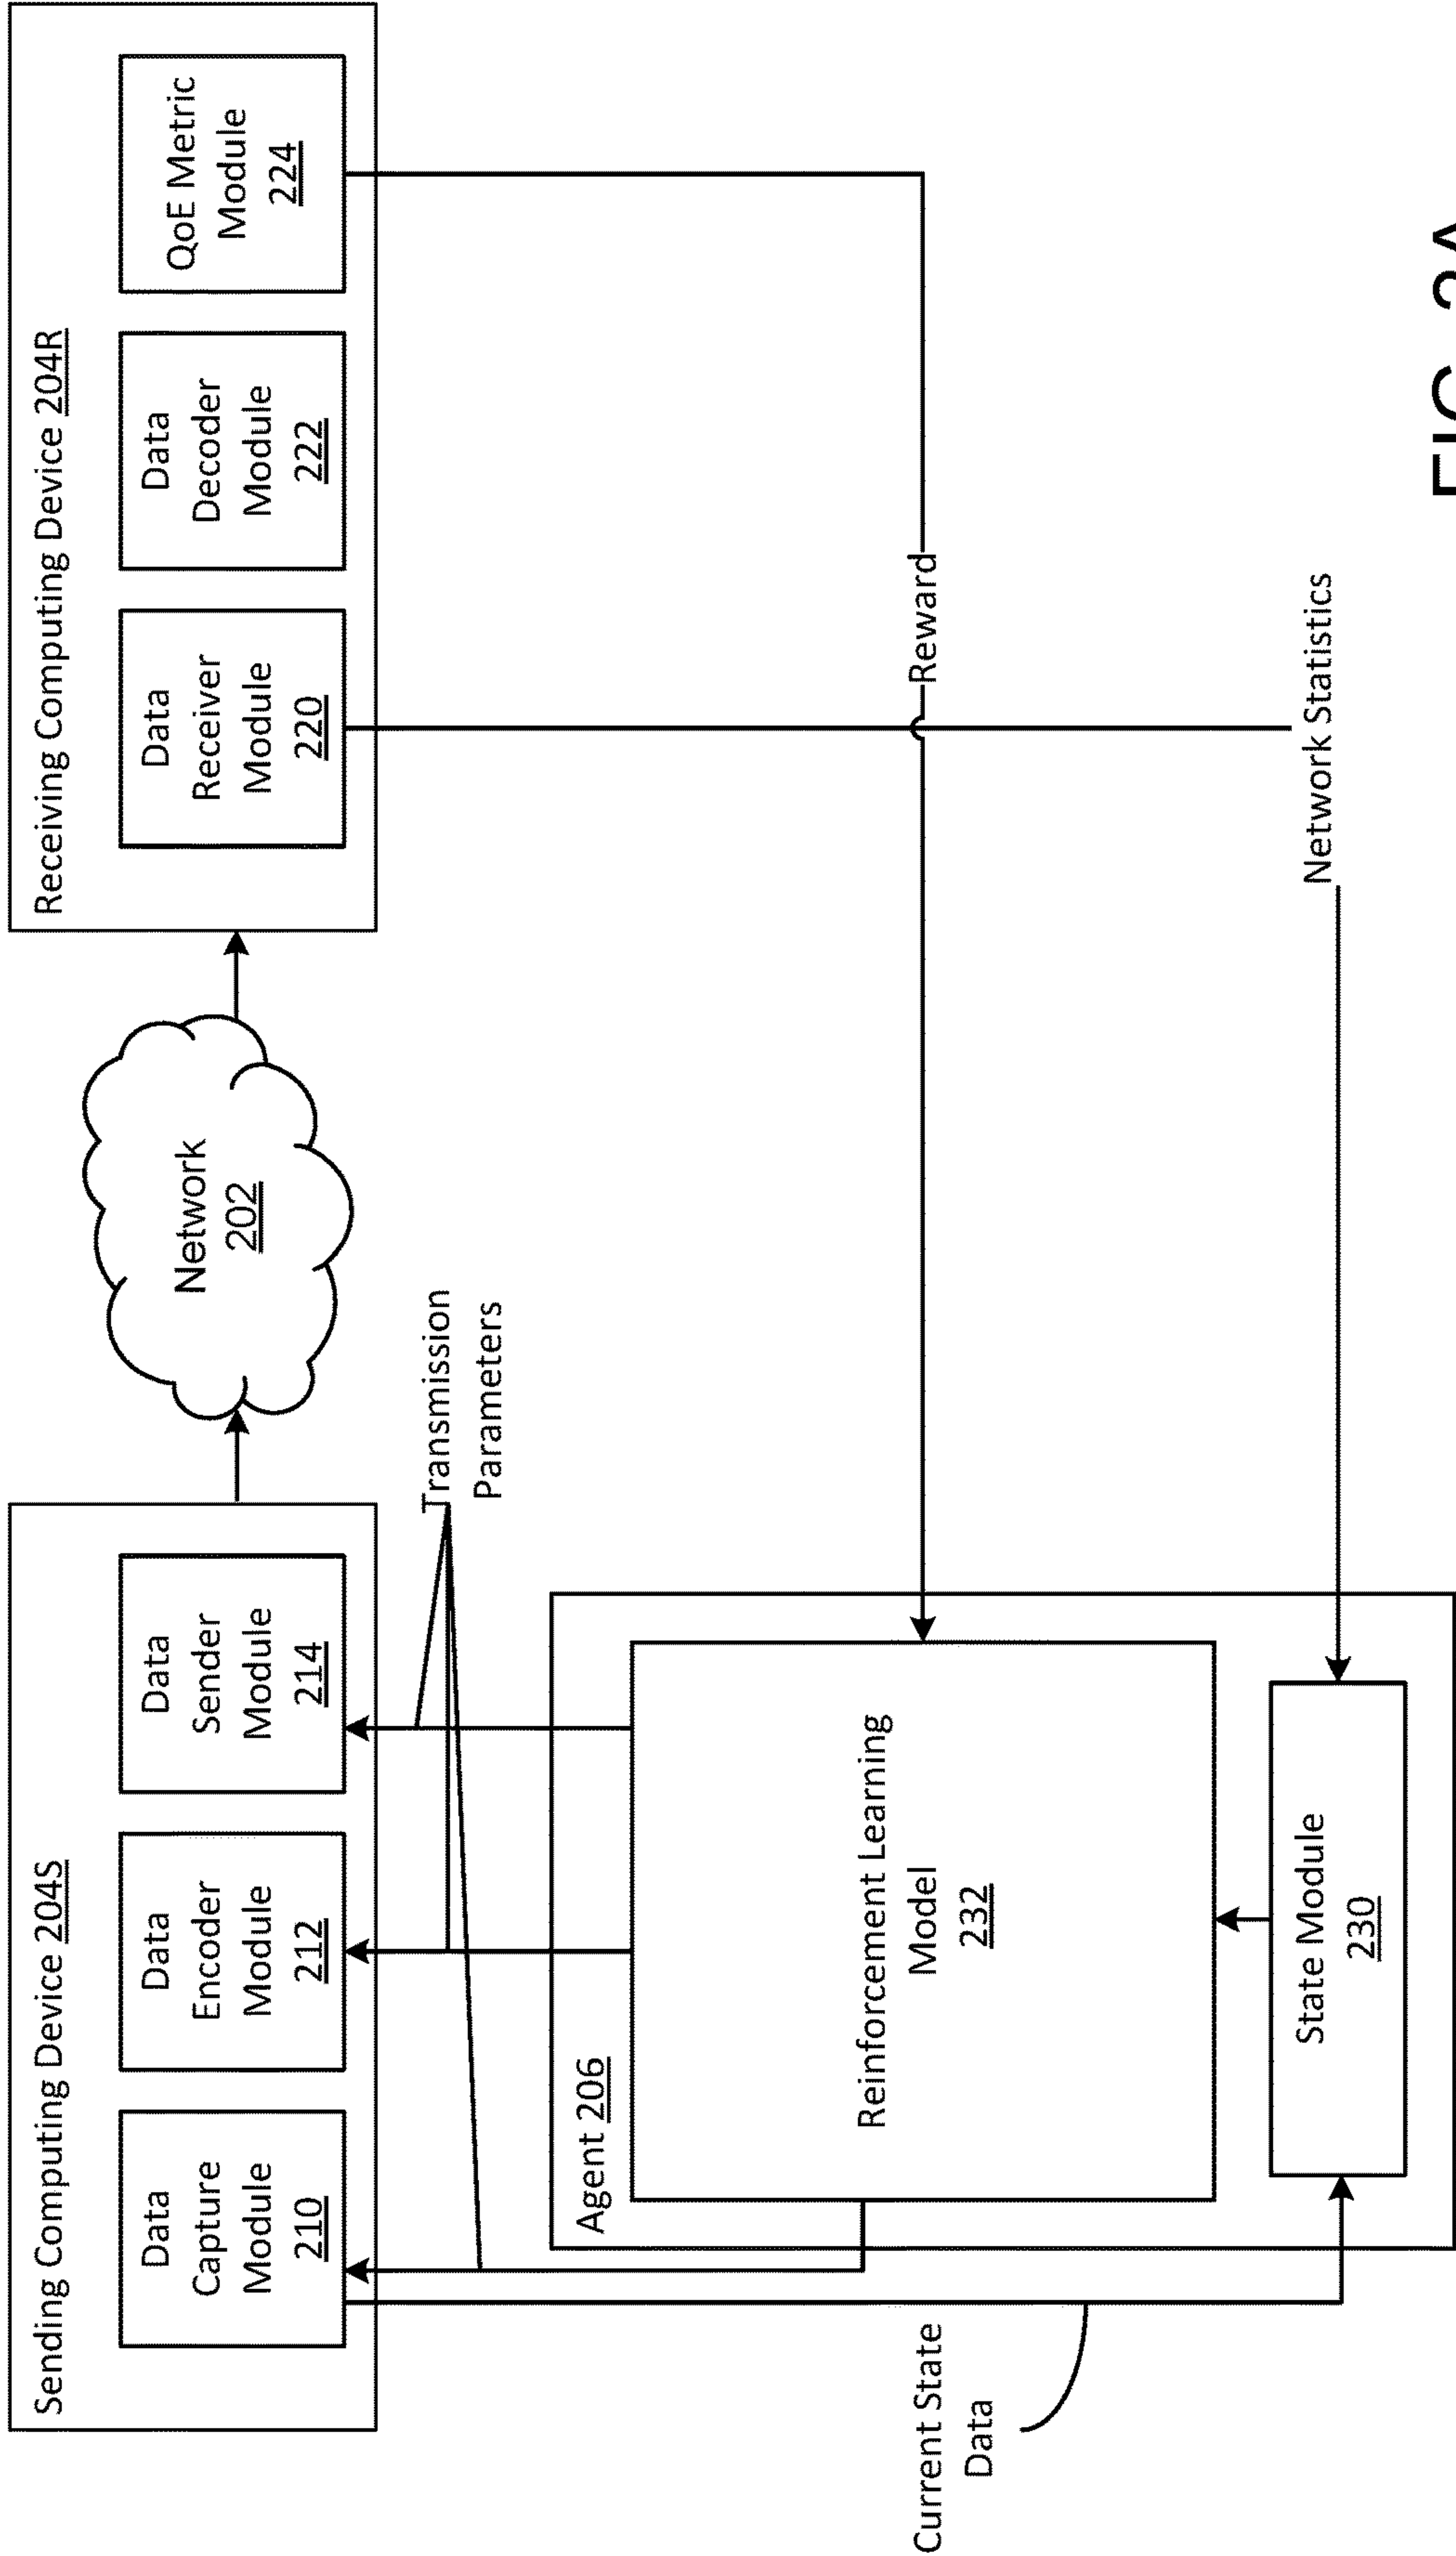 Sending Computing Device 204S
Data
Capture
Module
210
Data
Encoder
Module
212
Data
Sender
Module
214
Network
202
Receiving Computing Device 204R
Data
Receiver
Module
220
Data
Decoder
Module
222
QoE Metric
Module
224
Transmission
Parameters
Agent 206
Reinforcement Learning
Model
232
State Module
230
Current State
Data
Reward
Network Statistics